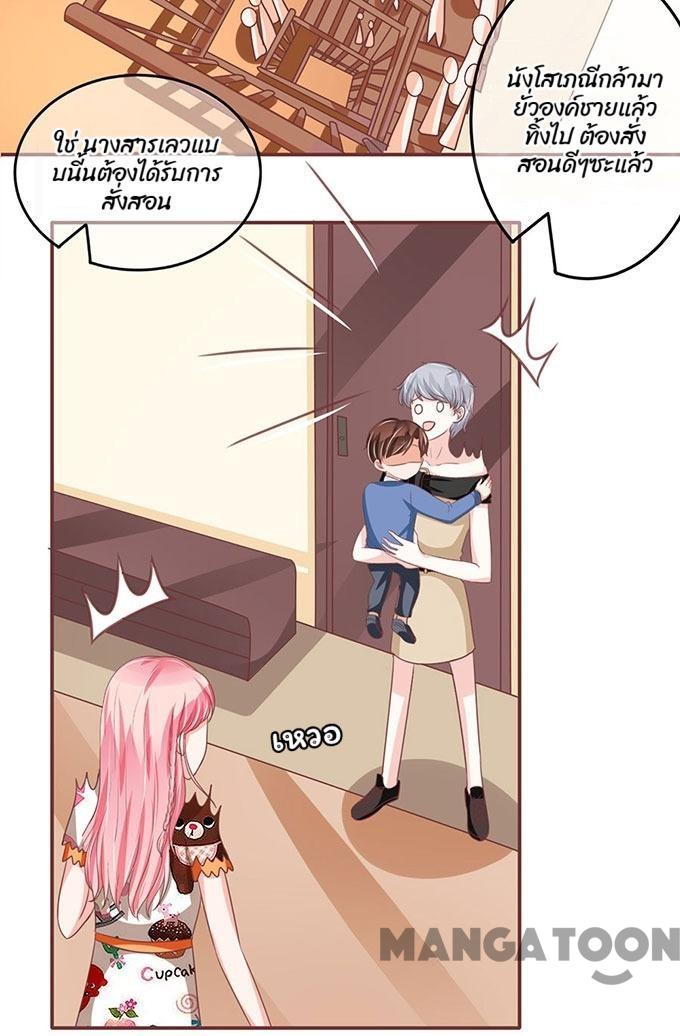 นังโสเภณีกล้ามา
ยั่วองค์ชายแล้ว
ทิ้งไป ต้องสั่ง
สอนดีๆซะแล้ว
ใช่ นางสารเลวแบ
บนี้นต้องได้รับการ
สั่งสอน
เหวอ
CUPCAK
MANGATOON